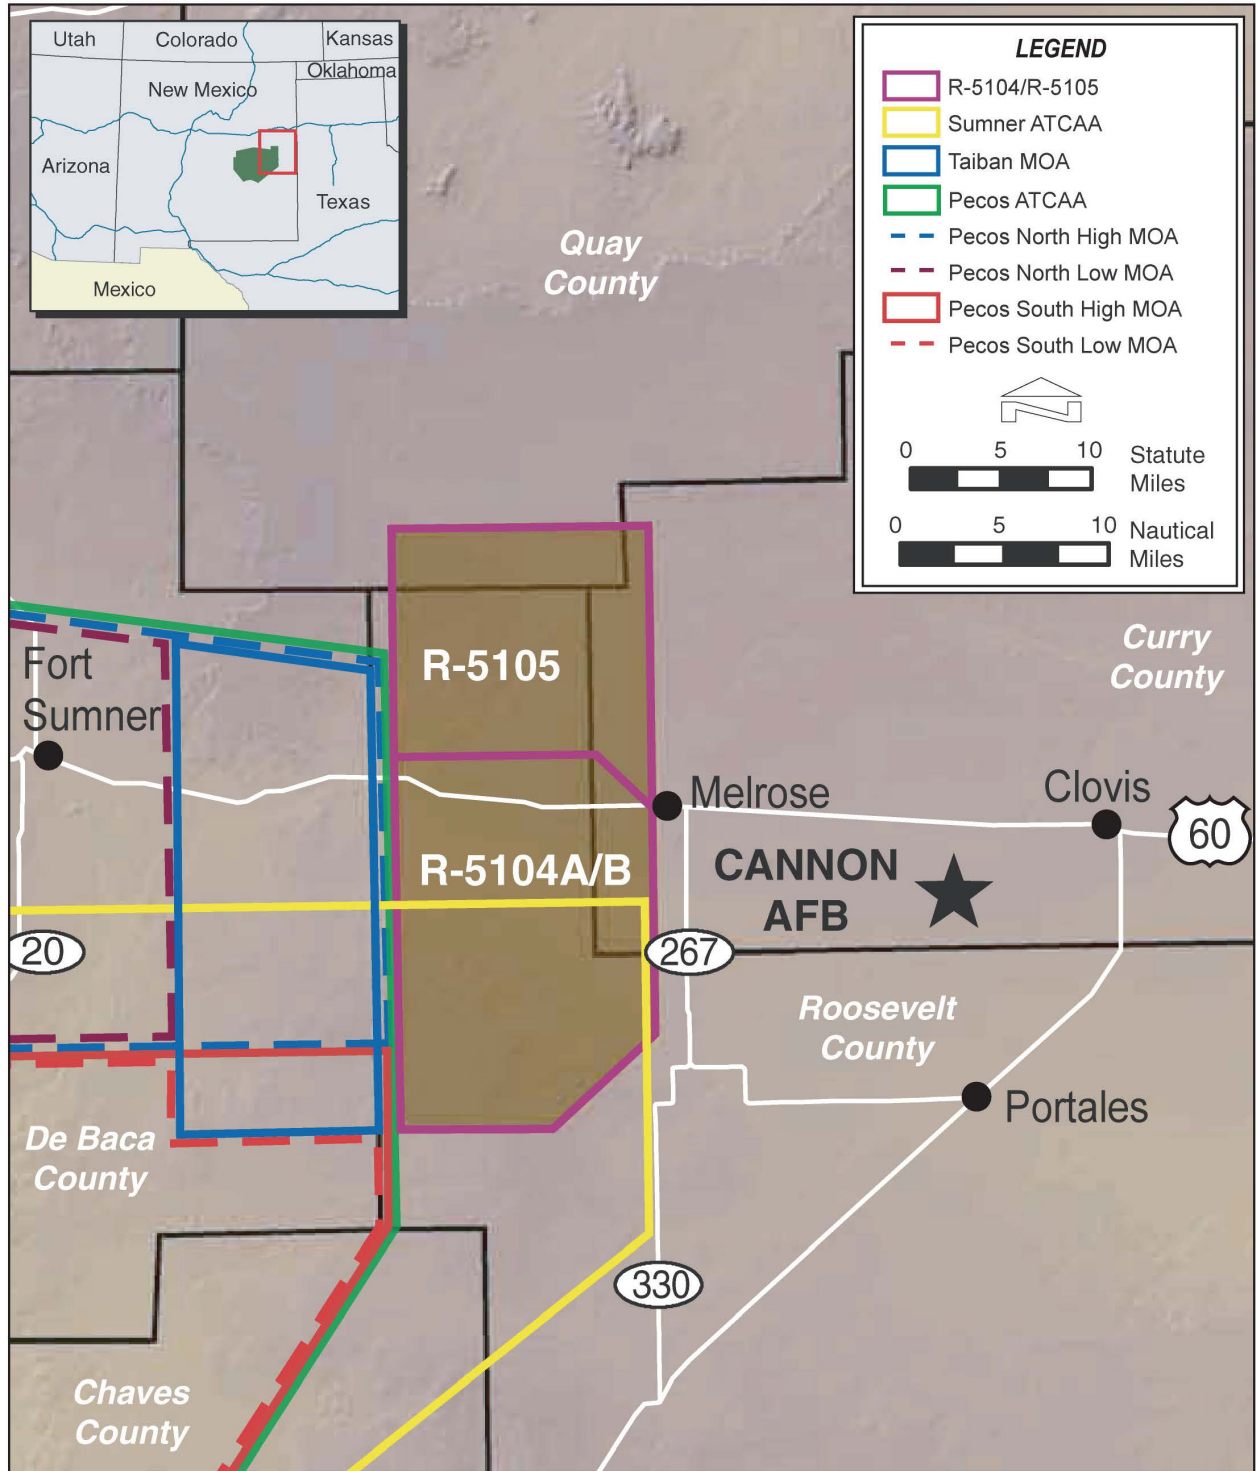 Utah
Colorado
Kansas
Oklahoma
New Mexico
Arizona
Texas
Mexico
LEGEND
R-5104/R-5105
Sumner ATCAA
Taiban MOA
Pecos ATCAA
Pecos North High MOA
Pecos North Low MOA
Pecos South High MOA
Pecos South Low MOA
0 5 10 Statute
Miles
0 5 10 Nautical
Miles
Quay
County
Curry
County
Fort
Sumner
R-5105
Melrose
Clovis
60
R-5104A/B
CANNON
AFB
20
267
Roosevelt
County
Portales
De Baca
County
330
Chaves
County